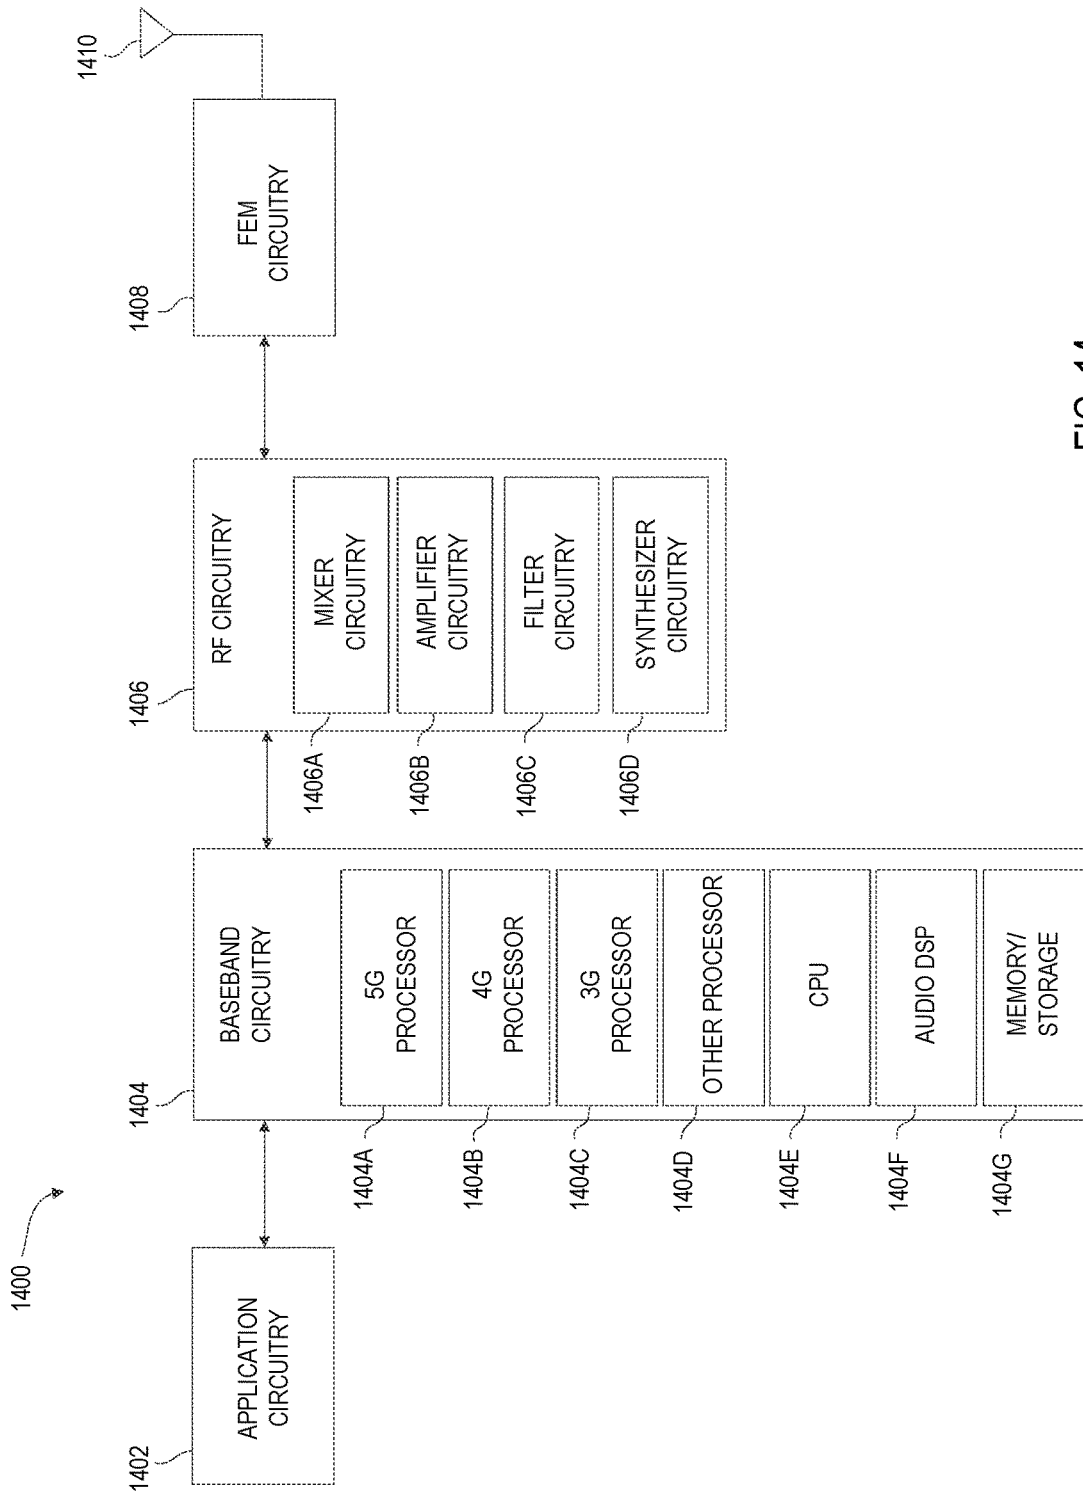 1400
1402
APPLICATION
CIRCUITRY
1404
BASEBAND
CIRCUITRY
1404A
5G
PROCESSOR
1404B
4G
PROCESSOR
1404C
3G
PROCESSOR
1404D
OTHER PROCESSOR
1404E
CPU
1404F
AUDIO DSP
1404G
MEMORY/
STORAGE
1406
RF CIRCUITRY
1406A
MIXER
CIRCUITRY
1406B
AMPLIFIER
CIRCUITRY
1406C
FILTER
CIRCUITRY
1406D
SYNTHESIZER
CIRCUITRY
1408
FEM
CIRCUITRY
1410
FIG. 14